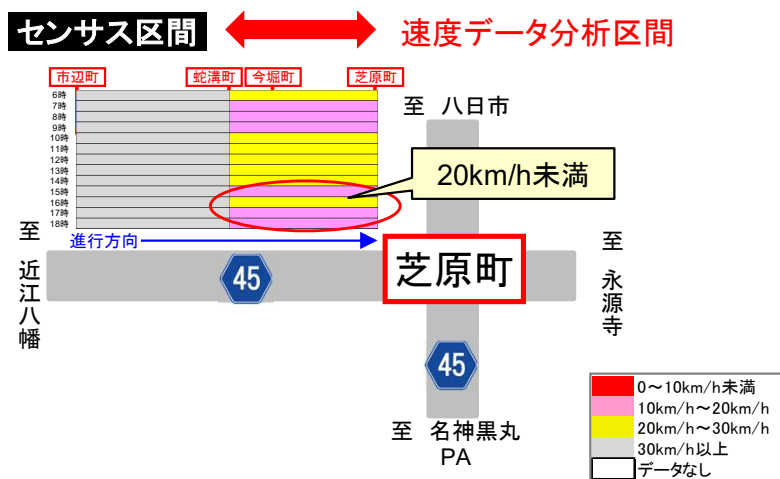 センサス区間
速度データ分析区間
市辺町
蛇溝町
今堀町
芝原町
6時
7時
8時
9時
10時
11時
12時
13時
14時
15時
16時
17時
18時
至 八日市
20km/h未満
進行方向
至 近江八幡
45
芝原町
至 永源寺
45
至 名神黒丸
PA
0～10km/h未満
10km/h～20km/h
20km/h～30km/h
30km/h以上
データなし